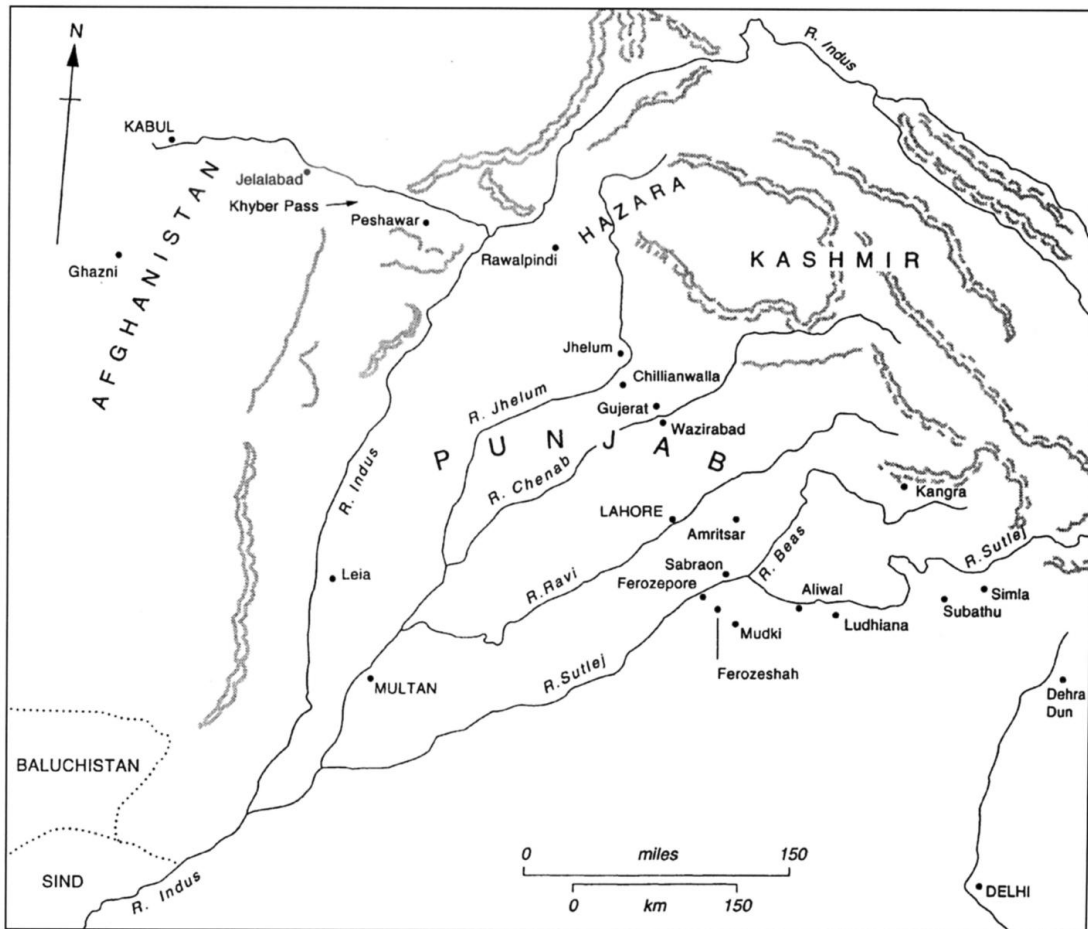 N
R. Indus
KABUL
Jelalabad
Khyber Pass
Peshawar
HAZARA
Ghazni
Rawalpindi
KASHMIR
AFGHANISTAN
Jhelum
Chillianwalla
R. Jhelum
Gujerat
Wazirabad
PUNJAB
R. Chenab
R. Indus
Kangra
LAHORE
Amritsar
R. Beas
R. Sutlej
Sabraon
Leia
R. Ravi
Ferozepore
Aliwal
Simla
Subathu
Mudki
Ludhiana
R. Sutlej
Ferozeshah
MULTAN
Dehra
Dun
BALUCHISTAN
0 miles 150
SIND
R. Indus
DELHI
0 km 150